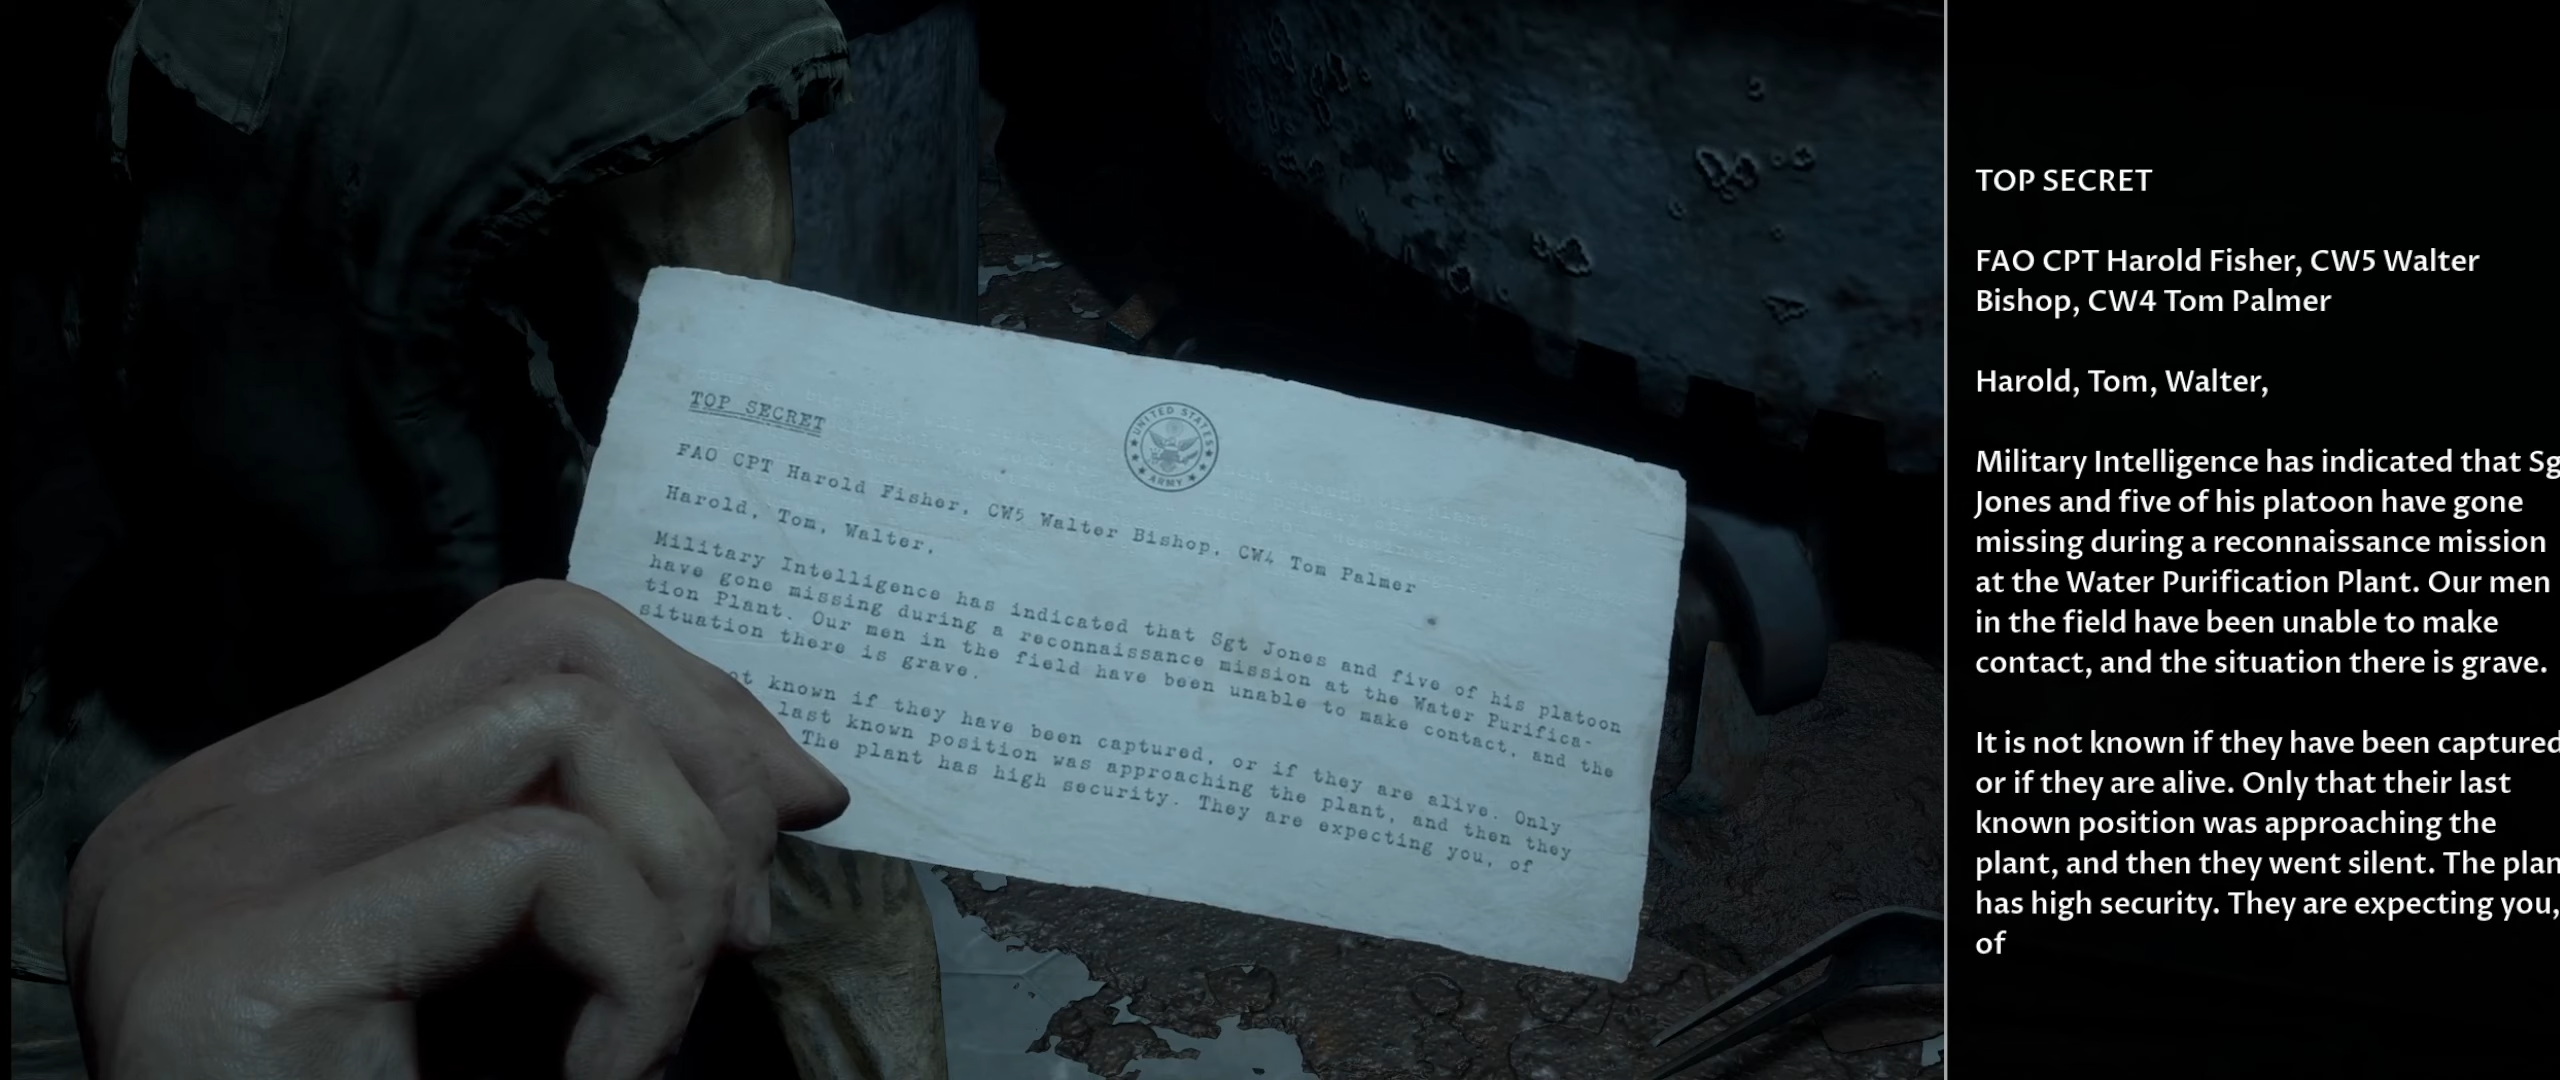 TOP SECRET
UNITED STATES
ARMY
FAO CPT Harold Fisher, CW5 Walter Bishop, CW4 Tom Palmer
Harold, Tom, Walter,
Military Intelligence has indicated that Sgt Jones and five of his platoon
have gone missing during a reconnaissance mission at the Water Purifica-
tion Plant. Our men in the field have been unable to make contact, and the
situation there is grave.
ot known if they have been captured, or if they are alive. Only
last known position was approaching the plant, and then they
The plant has high security. They are expecting you, of
TOP SECRET
FAO CPT Harold Fisher, CW5 Walter
Bishop, CW4 Tom Palmer
Harold, Tom, Walter,
Military Intelligence has indicated that Sg
Jones and five of his platoon have gone
missing during a reconnaissance mission
at the Water Purification Plant. Our men
in the field have been unable to make
contact, and the situation there is grave.
It is not known if they have been captured
or if they are alive. Only that their last
known position was approaching the
plant, and then they went silent. The plan
has high security. They are expecting you,
of